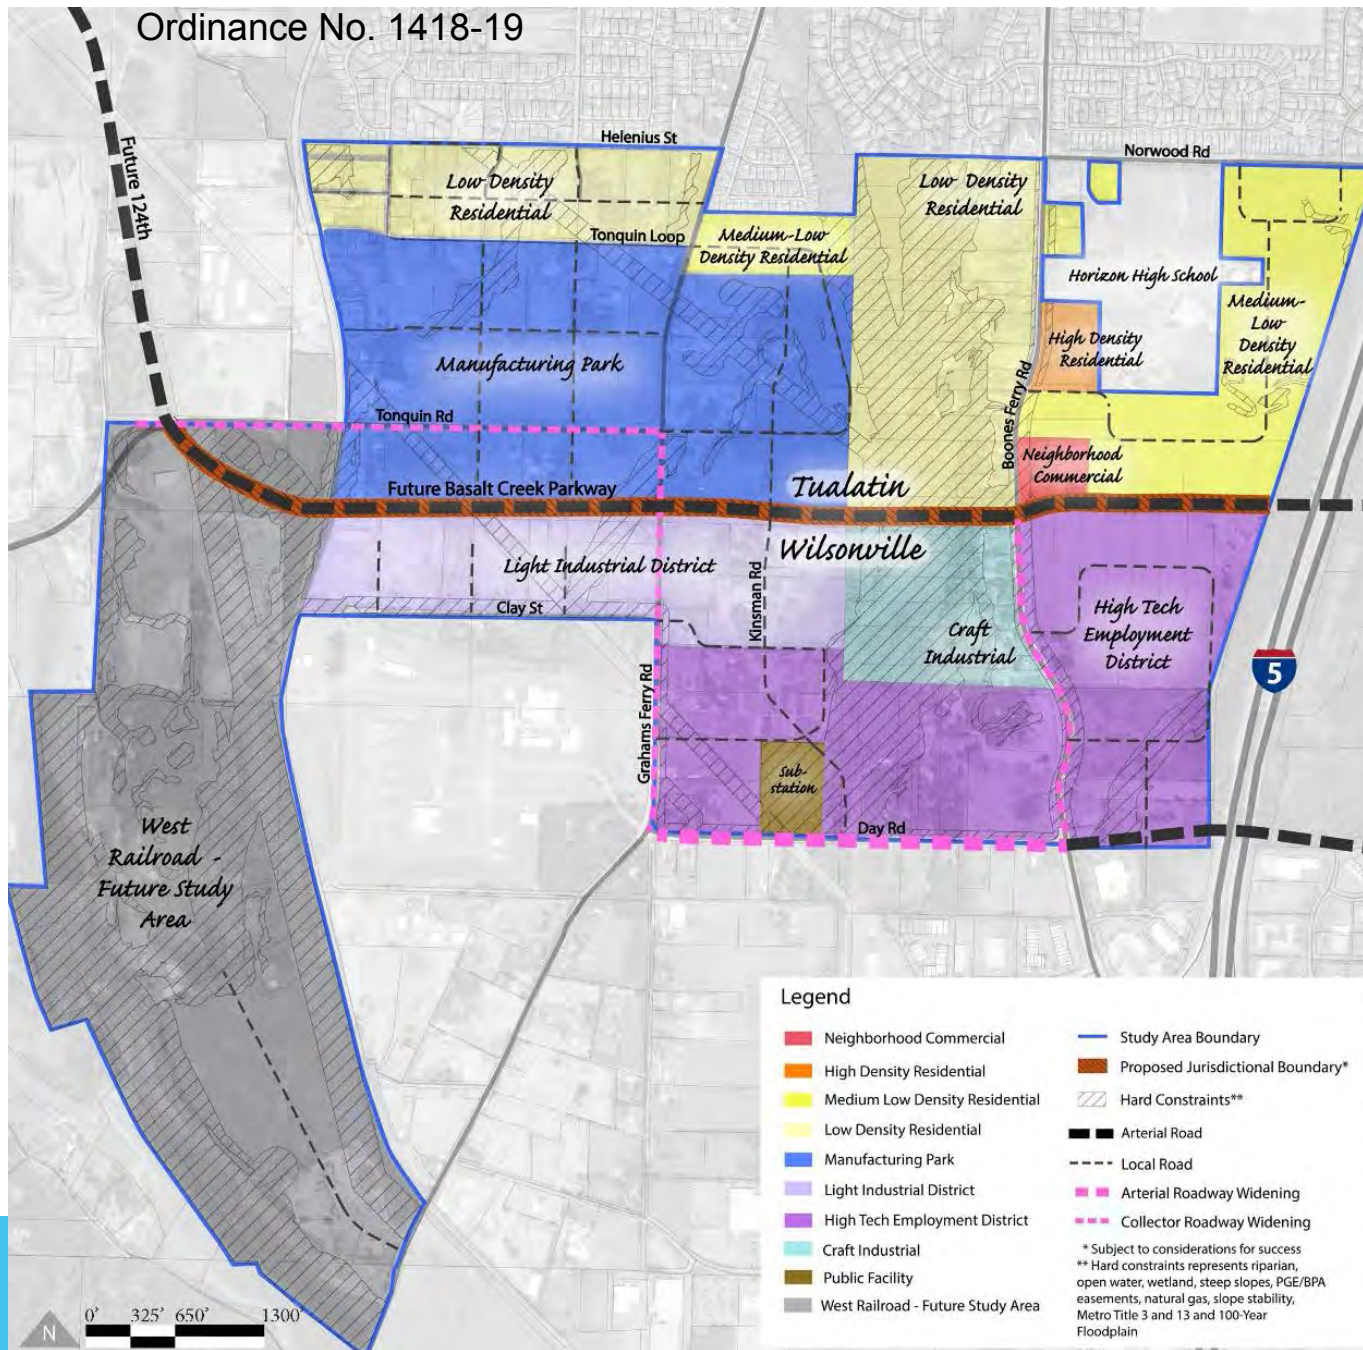 Ordinance No. 1418-19
Future 124th
Helenius St
Norwood Rd
Low Density
Residential
Low Density
Residential
Tonquin Loop
Medium-Low
Density Residential
Horizon High School
Medium-
Low
Density
Residential
High Density
Residential
Manufacturing Park
Boones Ferry Rd
Tonquin Rd
Neighborhood
Commercial
Future Basalt Creek Parkway
Tualatin
Wilsonville
Light Industrial District
Kinsman Rd
Clay St
Craft
Industrial
High Tech
Employment
District
5
Grahams Ferry Rd
Sub-
station
Day Rd
West
Railroad -
Future Study
Area
Legend
Neighborhood Commercial
High Density Residential
Medium Low Density Residential
Low Density Residential
Manufacturing Park
Light Industrial District
High Tech Employment District
Craft Industrial
Public Facility
West Railroad - Future Study Area
Study Area Boundary
Proposed Jurisdictional Boundary*
Hard Constraints**
Arterial Road
Local Road
Arterial Roadway Widening
Collector Roadway Widening
* Subject to considerations for success
** Hard constraints represents riparian,
open water, wetland, steep slopes, PGE/BPA
easements, natural gas, slope stability,
Metro Title 3 and 13 and 100-Year
Floodplain
N
0' 325' 650' 1300'